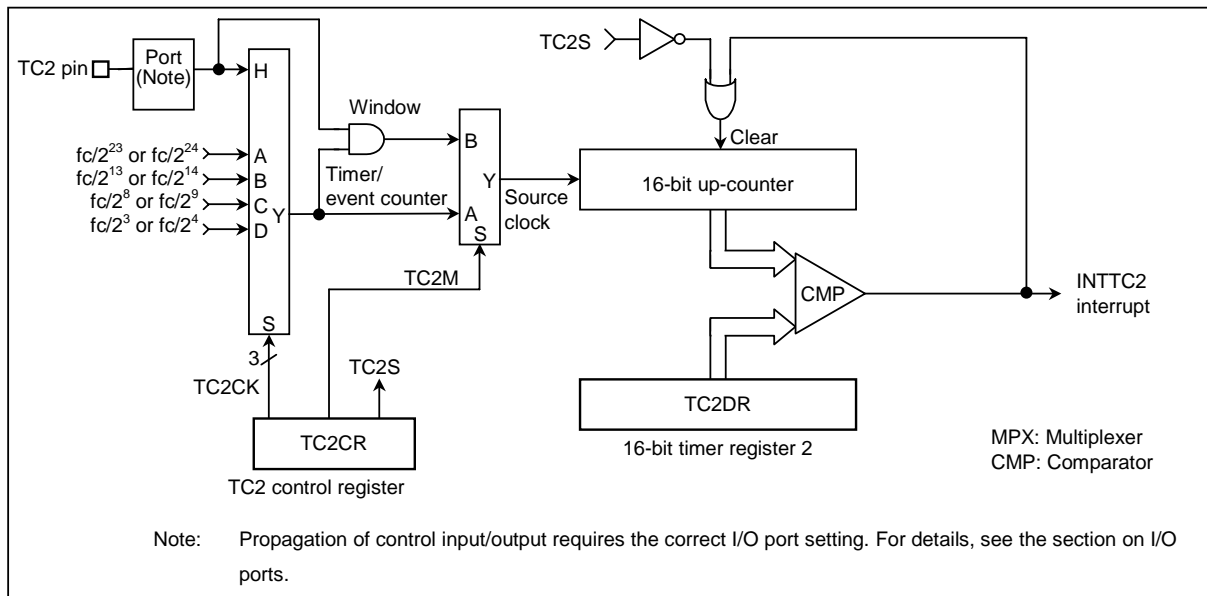 TC2 pin
Port
(Note)
H
fc/2^23 or fc/2^24
A
fc/2^13 or fc/2^14
B
fc/2^8 or fc/2^9
C
fc/2^3 or fc/2^4
D
Y
S
3
TC2CK
Window
Timer/
event counter
B
Y
A
S
TC2M
Source
clock
TC2S
TC2CR
TC2 control register
TC2S
Clear
16-bit up-counter
CMP
INTTC2
interrupt
TC2DR
16-bit timer register 2
MPX: Multiplexer
CMP: Comparator
Note: Propagation of control input/output requires the correct I/O port setting. For details, see the section on I/O
ports.